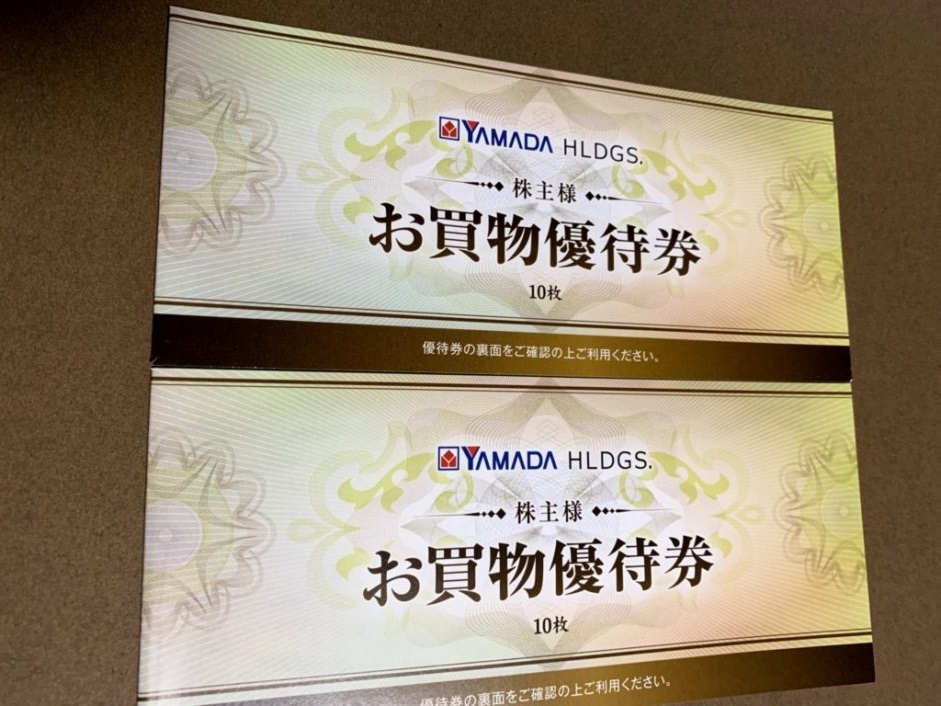 YAMADA HLDGS.
株主様
お買物優待券
10枚
優待券の裏面をご確認の上ご利用ください。
YAMADA HLDGS.
株主様
お買物優待券
10枚
優待券の裏面をご確認の上ご利用ください。